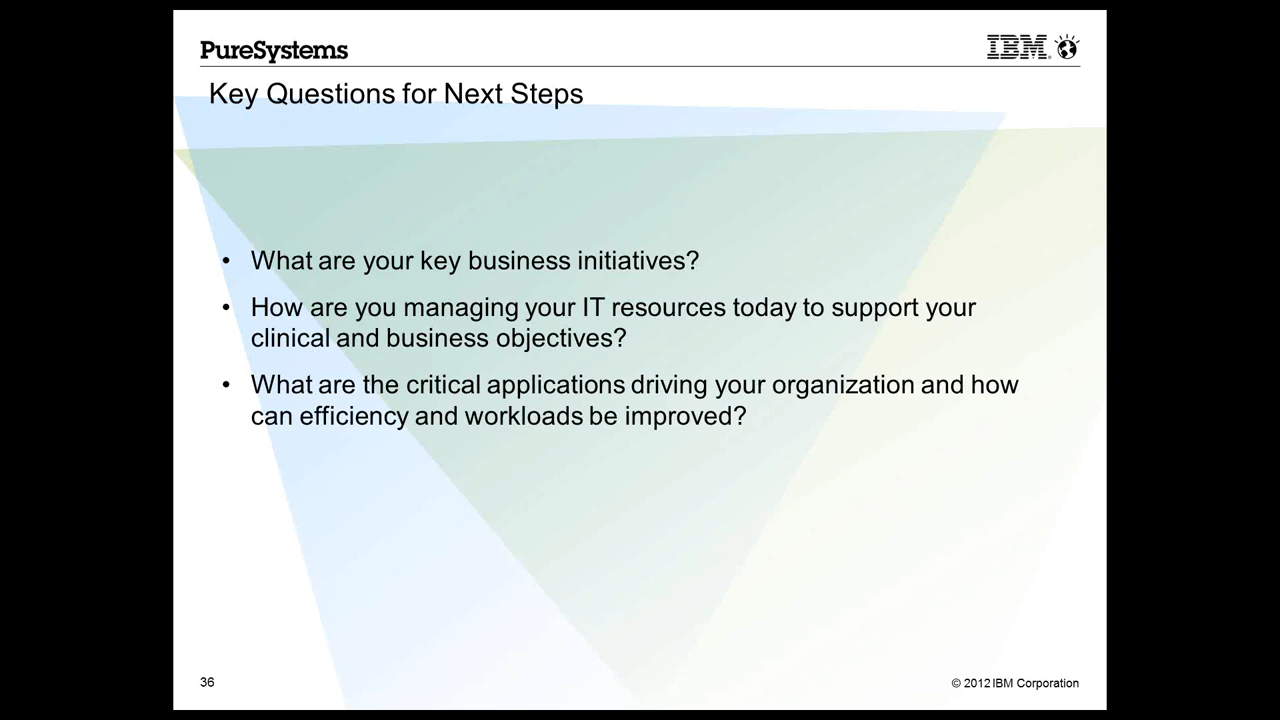 PureSystems
IBM
Key Questions for Next Steps
• What are your key business initiatives?
• How are you managing your IT resources today to support your
clinical and business objectives?
• What are the critical applications driving your organization and how
can efficiency and workloads be improved?
36
© 2012 IBM Corporation